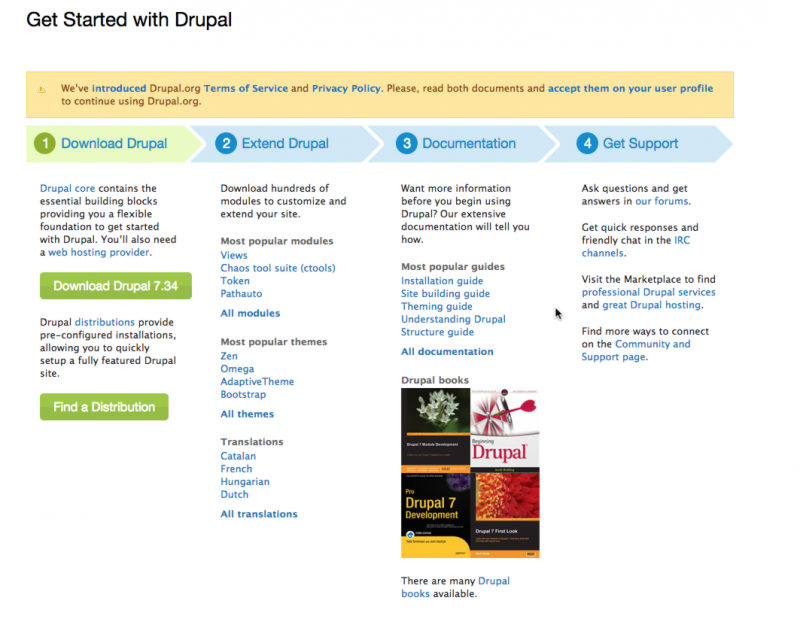 Get Started with Drupal
We've introduced Drupal.org Terms of Service and Privacy Policy. Please, read both documents and accept them on your user profile
to continue using Drupal.org.
1 Download Drupal
2 Extend Drupal
3 Documentation
4 Get Support
Drupal core contains the
essential building blocks
providing you a flexible
foundation to get started
with Drupal. You'll also need
a web hosting provider.
Download Drupal 7.34
Drupal distributions provide
pre-configured installations,
allowing you to quickly
setup a fully featured Drupal
site.
Find a Distribution
Download hundreds of
modules to customize and
extend your site.
Most popular modules
Views
Chaos tool suite (ctools)
Token
Pathauto
All modules
Most popular themes
Zen
Omega
AdaptiveTheme
Bootstrap
All themes
Translations
Catalan
French
Hungarian
Dutch
All translations
Want more information
before you begin using
Drupal? Our extensive
documentation will tell you
how.
Most popular guides
Installation guide
Site building guide
Theming guide
Understanding Drupal
Structure guide
All documentation
Drupal books
Drupal 7 Module Development
Beginning
Drupal
Pro
Drupal 7
Development
Drupal 7 First Look
There are many Drupal
books available.
Ask questions and get
answers in our forums.
Get quick responses and
friendly chat in the IRC
channels.
Visit the Marketplace to find
professional Drupal services
and great Drupal hosting.
Find more ways to connect
on the Community and
Support page.